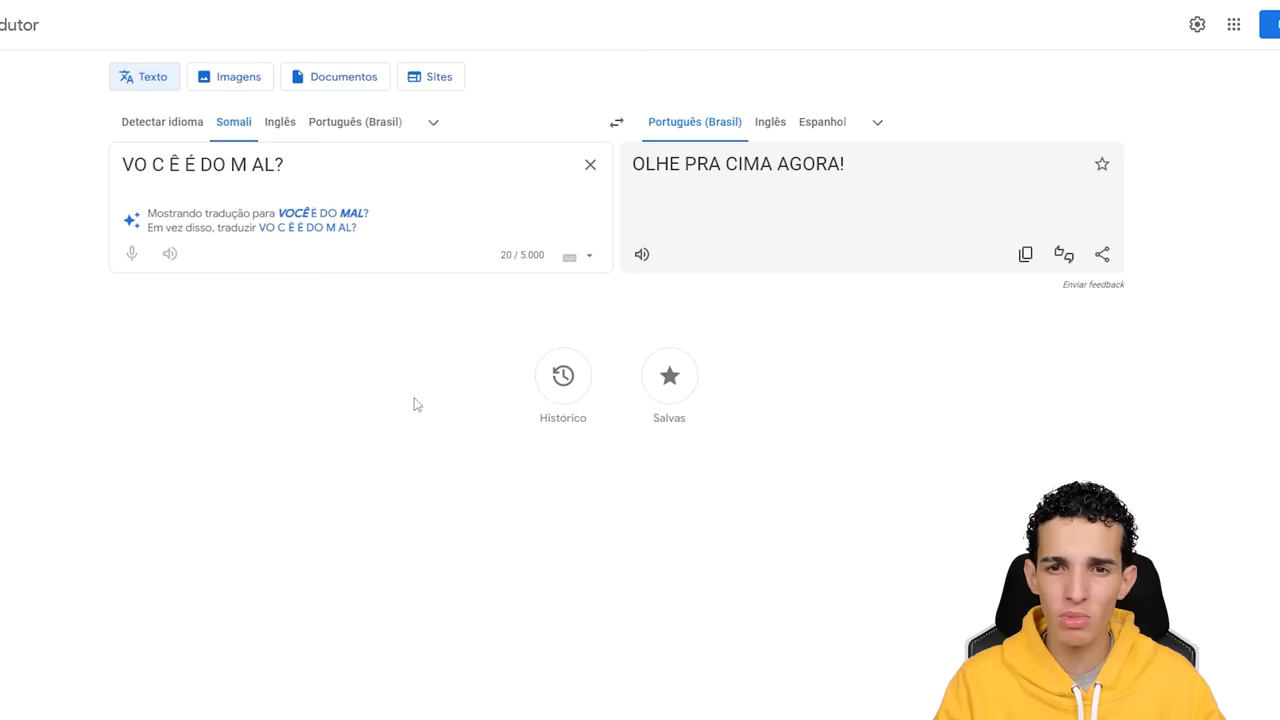 dutor
Texto
Imagens
Documentos
Sites
Detectar idioma
Somali
Inglês
Português (Brasil)
Português (Brasil)
Inglês
Espanhol
VO C Ê É DO M AL?
OLHE PRA CIMA AGORA!
Mostrando tradução para VOCÊ É DO MAL?
Em vez disso, traduzir VO C Ê É DO M AL?
20 / 5.000
Enviar feedback
Histórico
Salvas